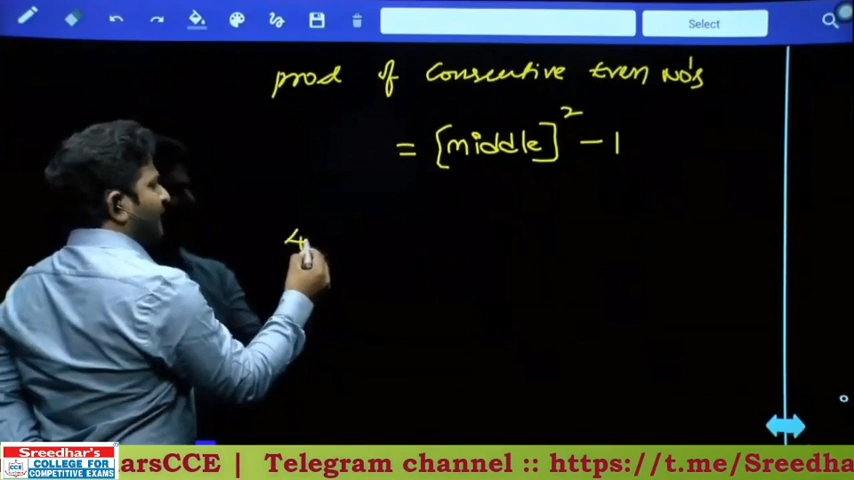 Select
prod of Consecutive Even No's
= [middle]² - 1
4
Sreedhar's
CCE
COLLEGE FOR
COMPETITIVE EXAMS
arsCCE | Telegram channel :: https://t.me/Sreedha